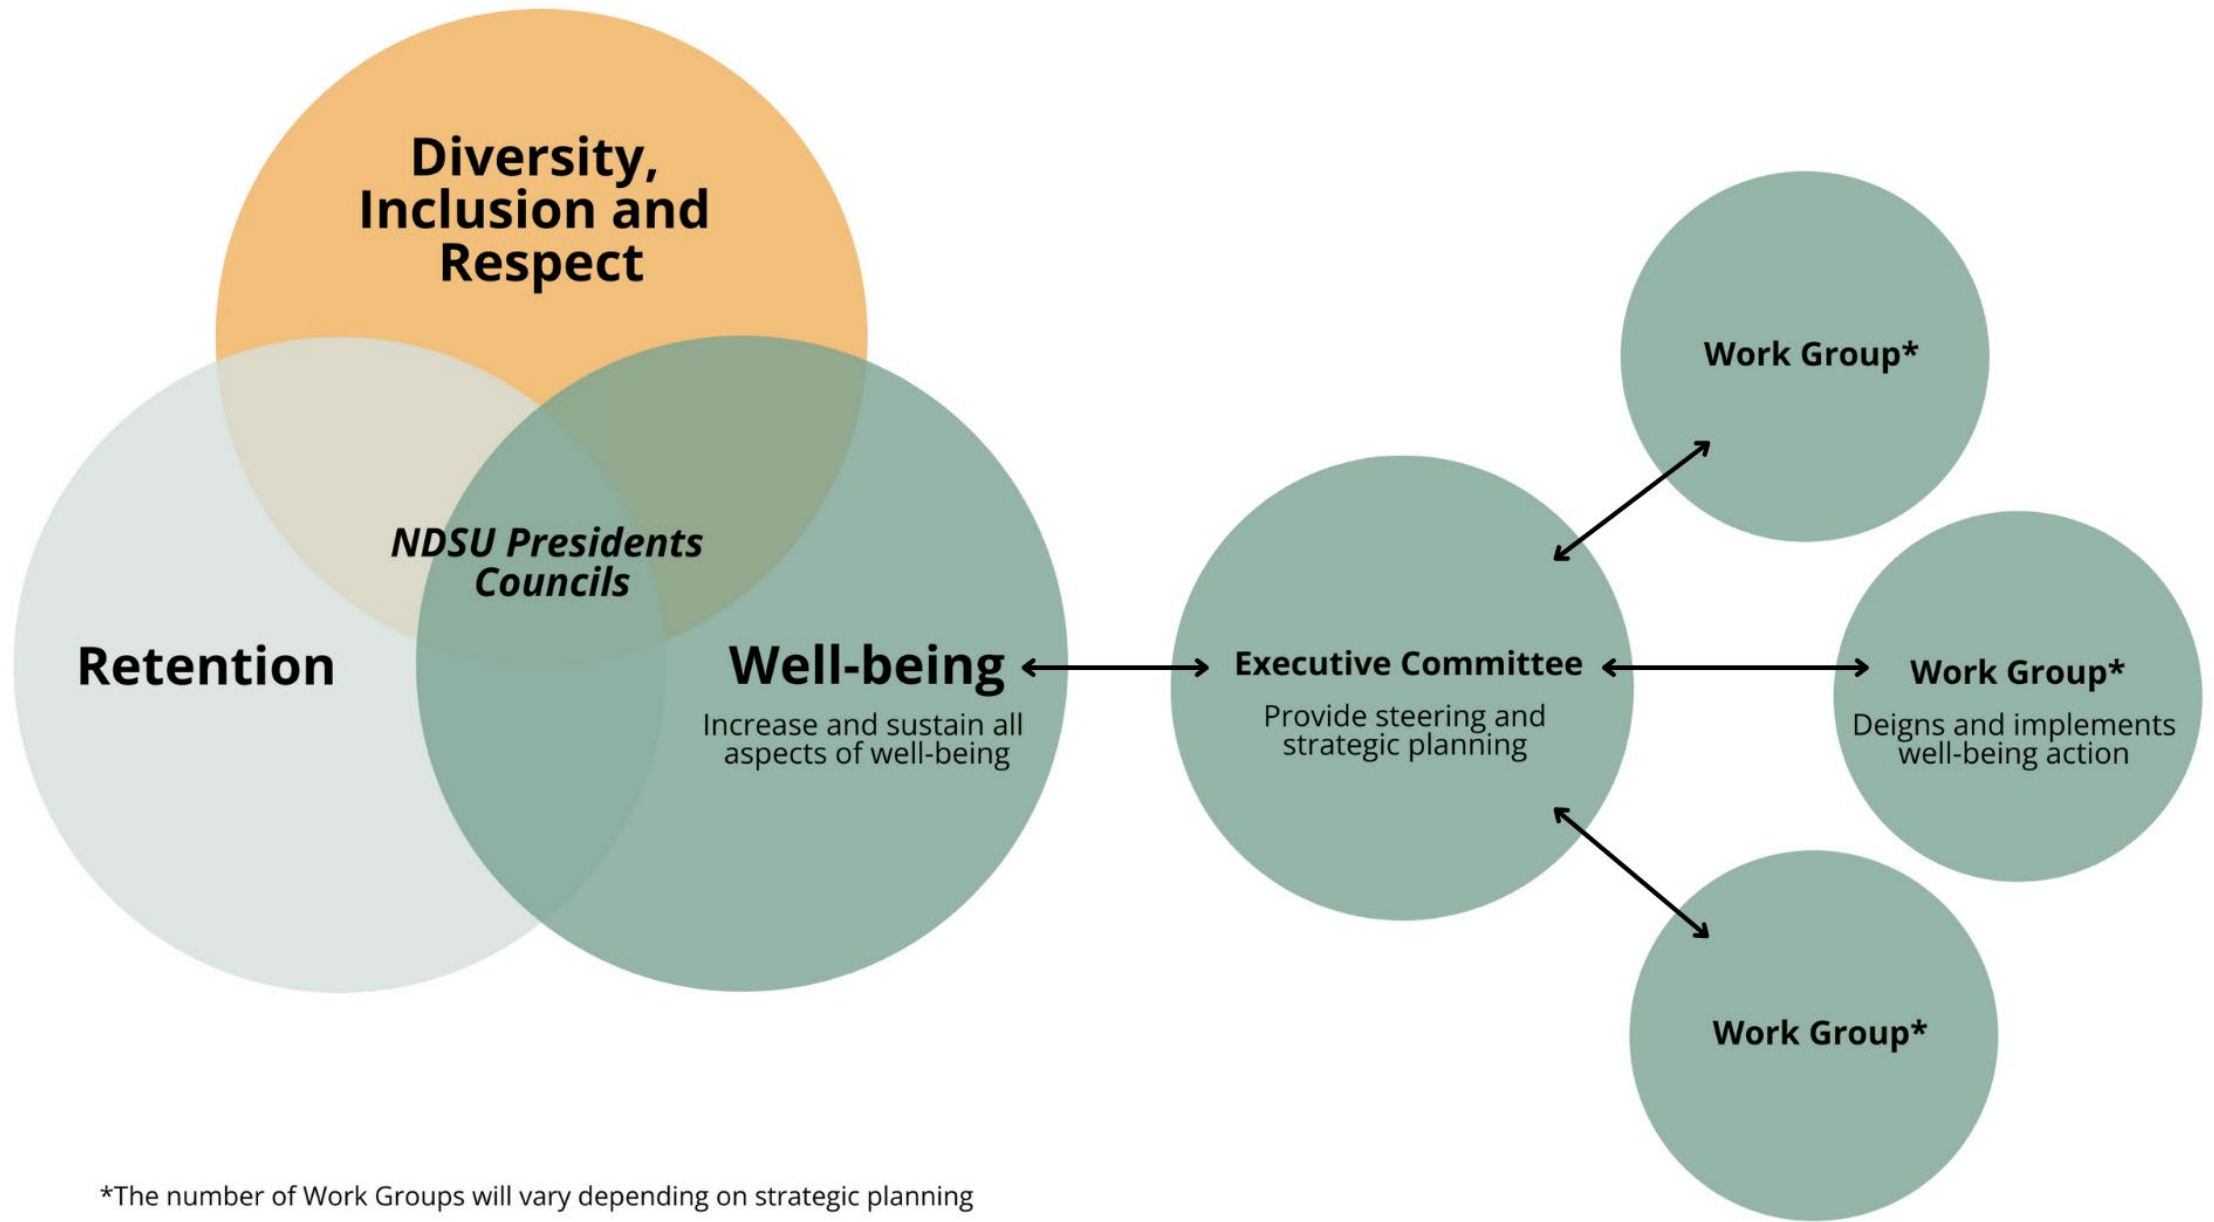 Diversity,
Inclusion and
Respect
NDSU Presidents
Councils
Retention
Well-being
Increase and sustain all
aspects of well-being
Executive Committee
Provide steering and
strategic planning
Work Group*
Work Group*
Deigns and implements
well-being action
Work Group*
*The number of Work Groups will vary depending on strategic planning